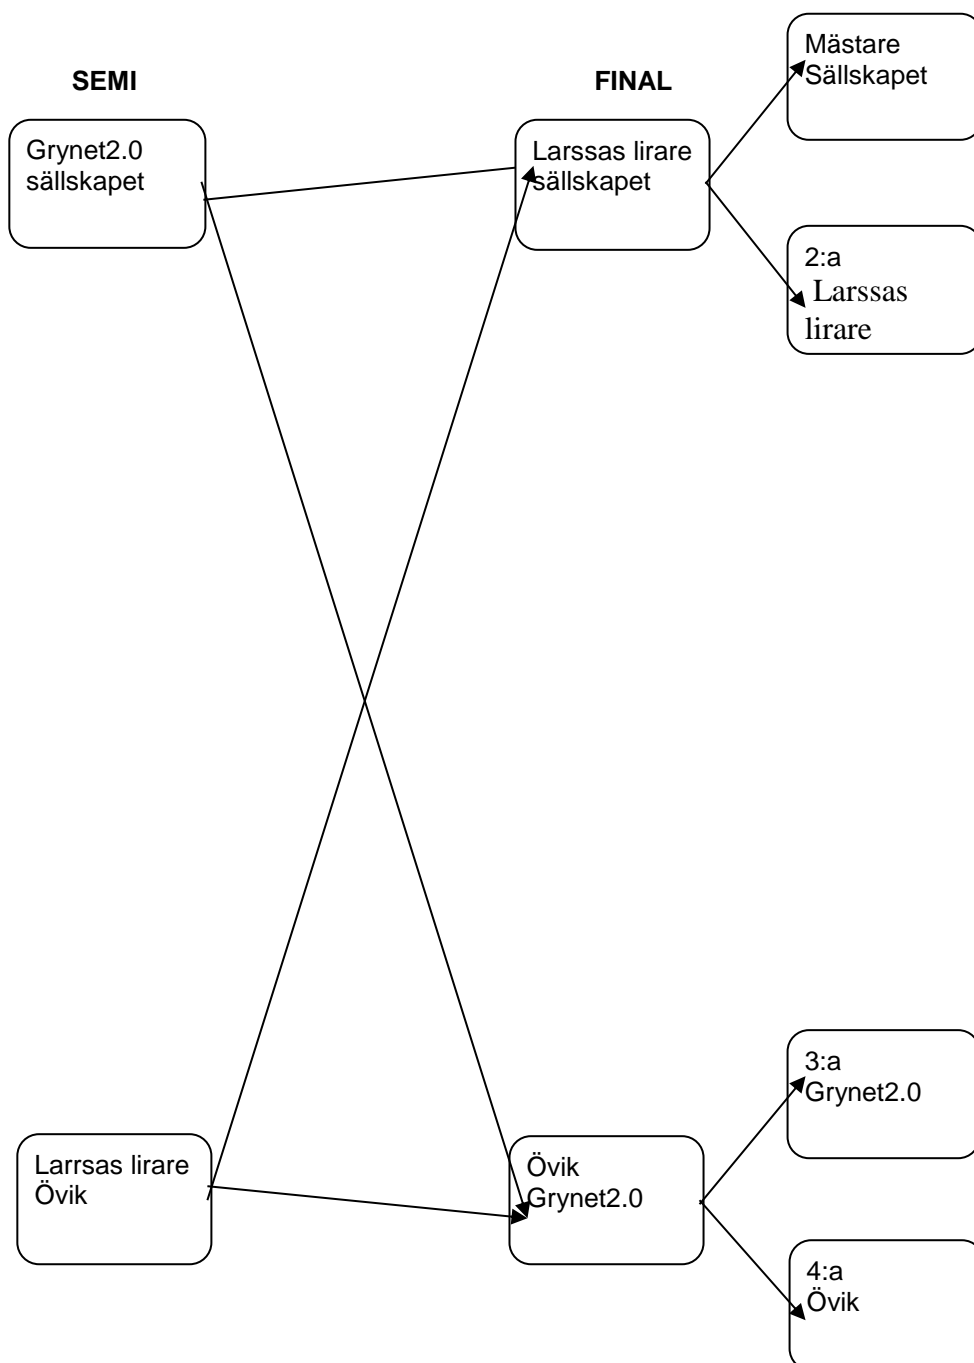 SEMI
FINAL
Mästare
Sällskapet
Grynet2.0
sällskapet
Larssas lirare
sällskapet
2:a
Larssas
lirare
Larrsas lirare
Övik
Övik
Grynet2.0
3:a
Grynet2.0
4:a
Övik